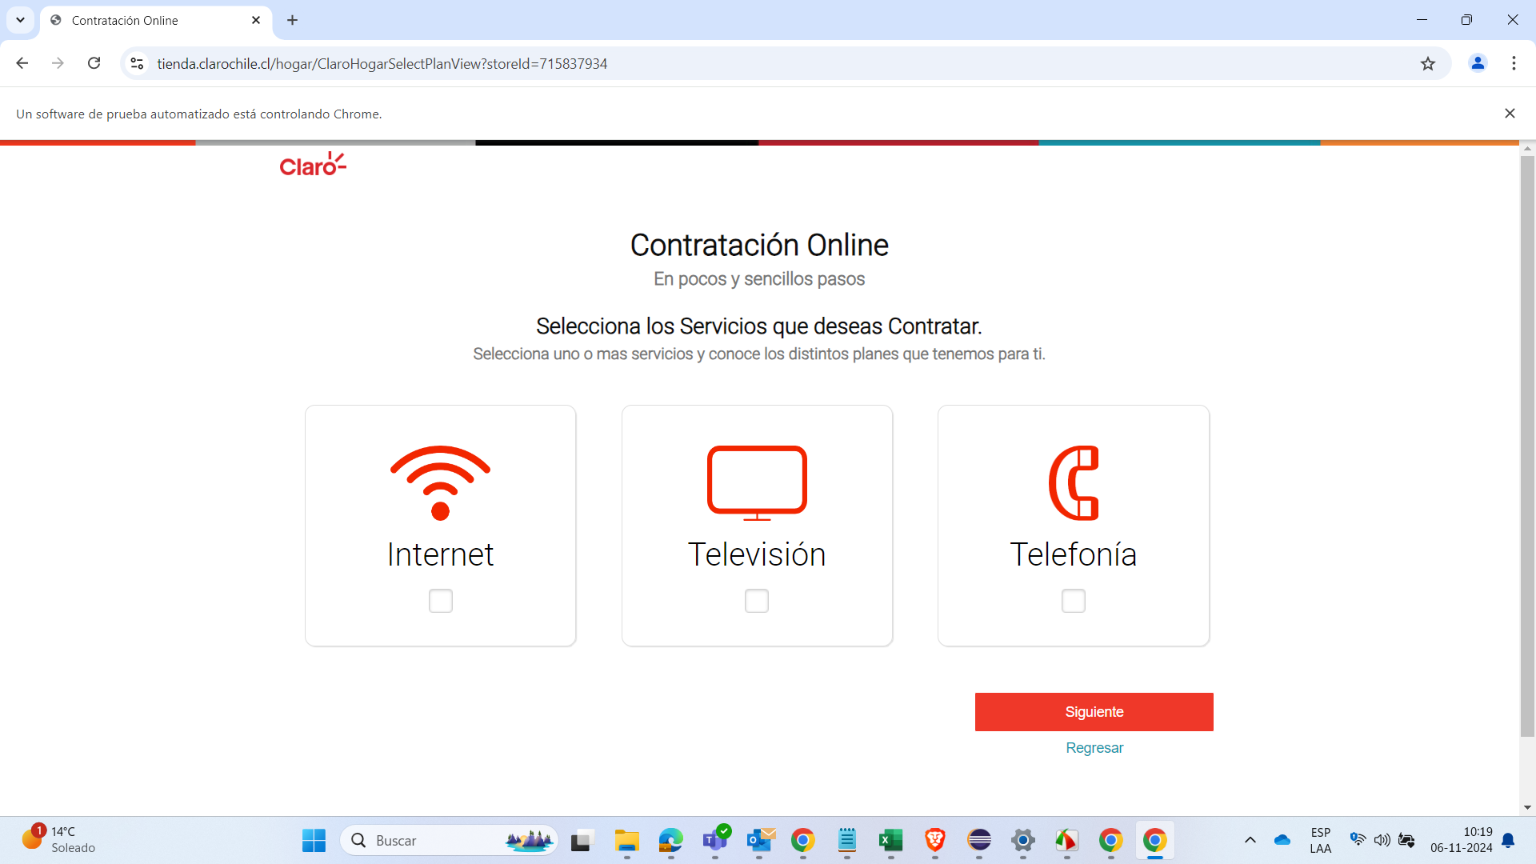 Contratación Online
tienda.clarochile.cl/hogar/ClaroHogarSelectPlanView?storeId=715837934
Un software de prueba automatizado está controlando Chrome.
Claro
Contratación Online
En pocos y sencillos pasos
Selecciona los Servicios que deseas Contratar.
Selecciona uno o mas servicios y conoce los distintos planes que tenemos para ti.
Internet
Televisión
Telefonía
Siguiente
Regresar
1
14°C
Soleado
Buscar
ESP
LAA
10:19
06-11-2024